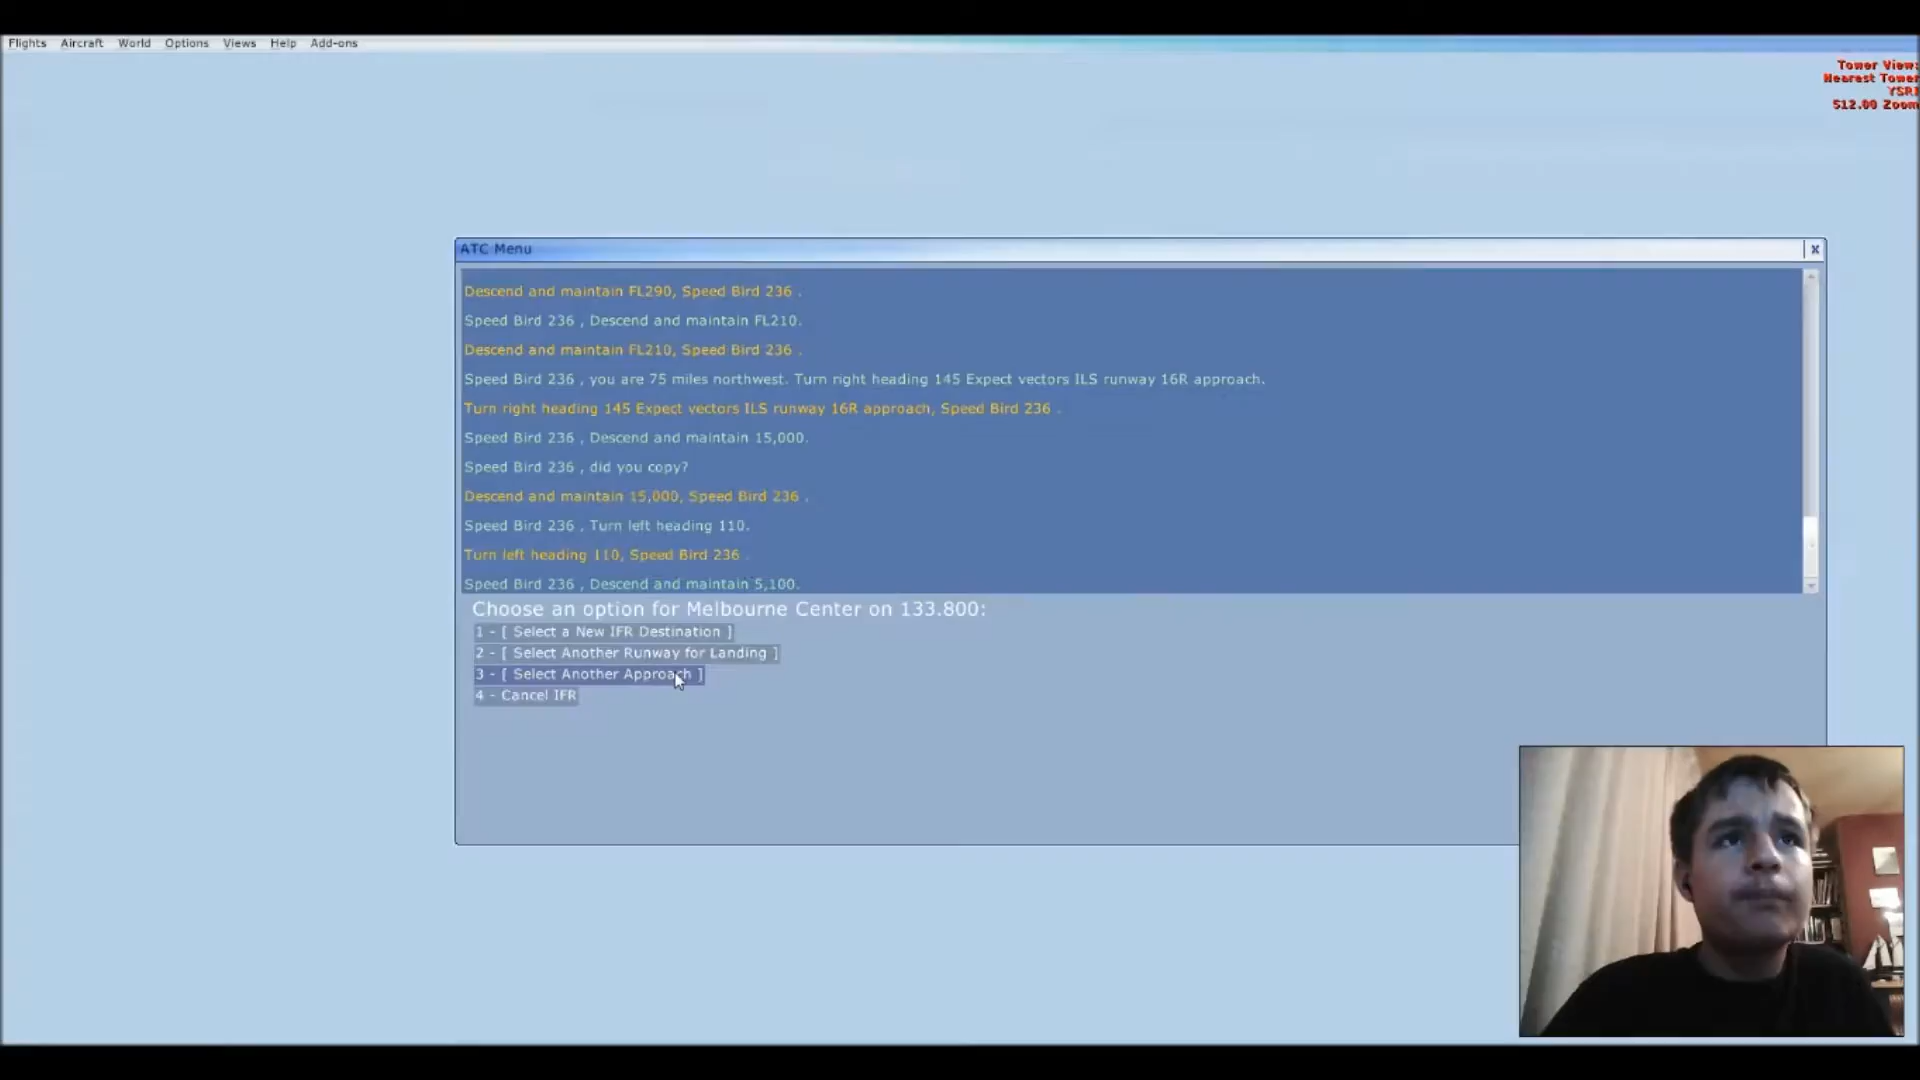 Flights Aircraft World Options Views Help Add-ons
Tower View:
Nearest Tower
YSRI
512.00 Zoom
ATC Menu
x
Descend and maintain FL290, Speed Bird 236 .
Speed Bird 236 , Descend and maintain FL210.
Descend and maintain FL210, Speed Bird 236 .
Speed Bird 236 , you are 75 miles northwest. Turn right heading 145 Expect vectors ILS runway 16R approach.
Turn right heading 145 Expect vectors ILS runway 16R approach, Speed Bird 236 .
Speed Bird 236 , Descend and maintain 15,000.
Speed Bird 236 , did you copy?
Descend and maintain 15,000, Speed Bird 236 .
Speed Bird 236 , Turn left heading 110.
Turn left heading 110, Speed Bird 236 .
Speed Bird 236 , Descend and maintain 5,100.
Choose an option for Melbourne Center on 133.800:
1 - [ Select a New IFR Destination ]
2 - [ Select Another Runway for Landing ]
3 - [ Select Another Approach ]
4 - Cancel IFR